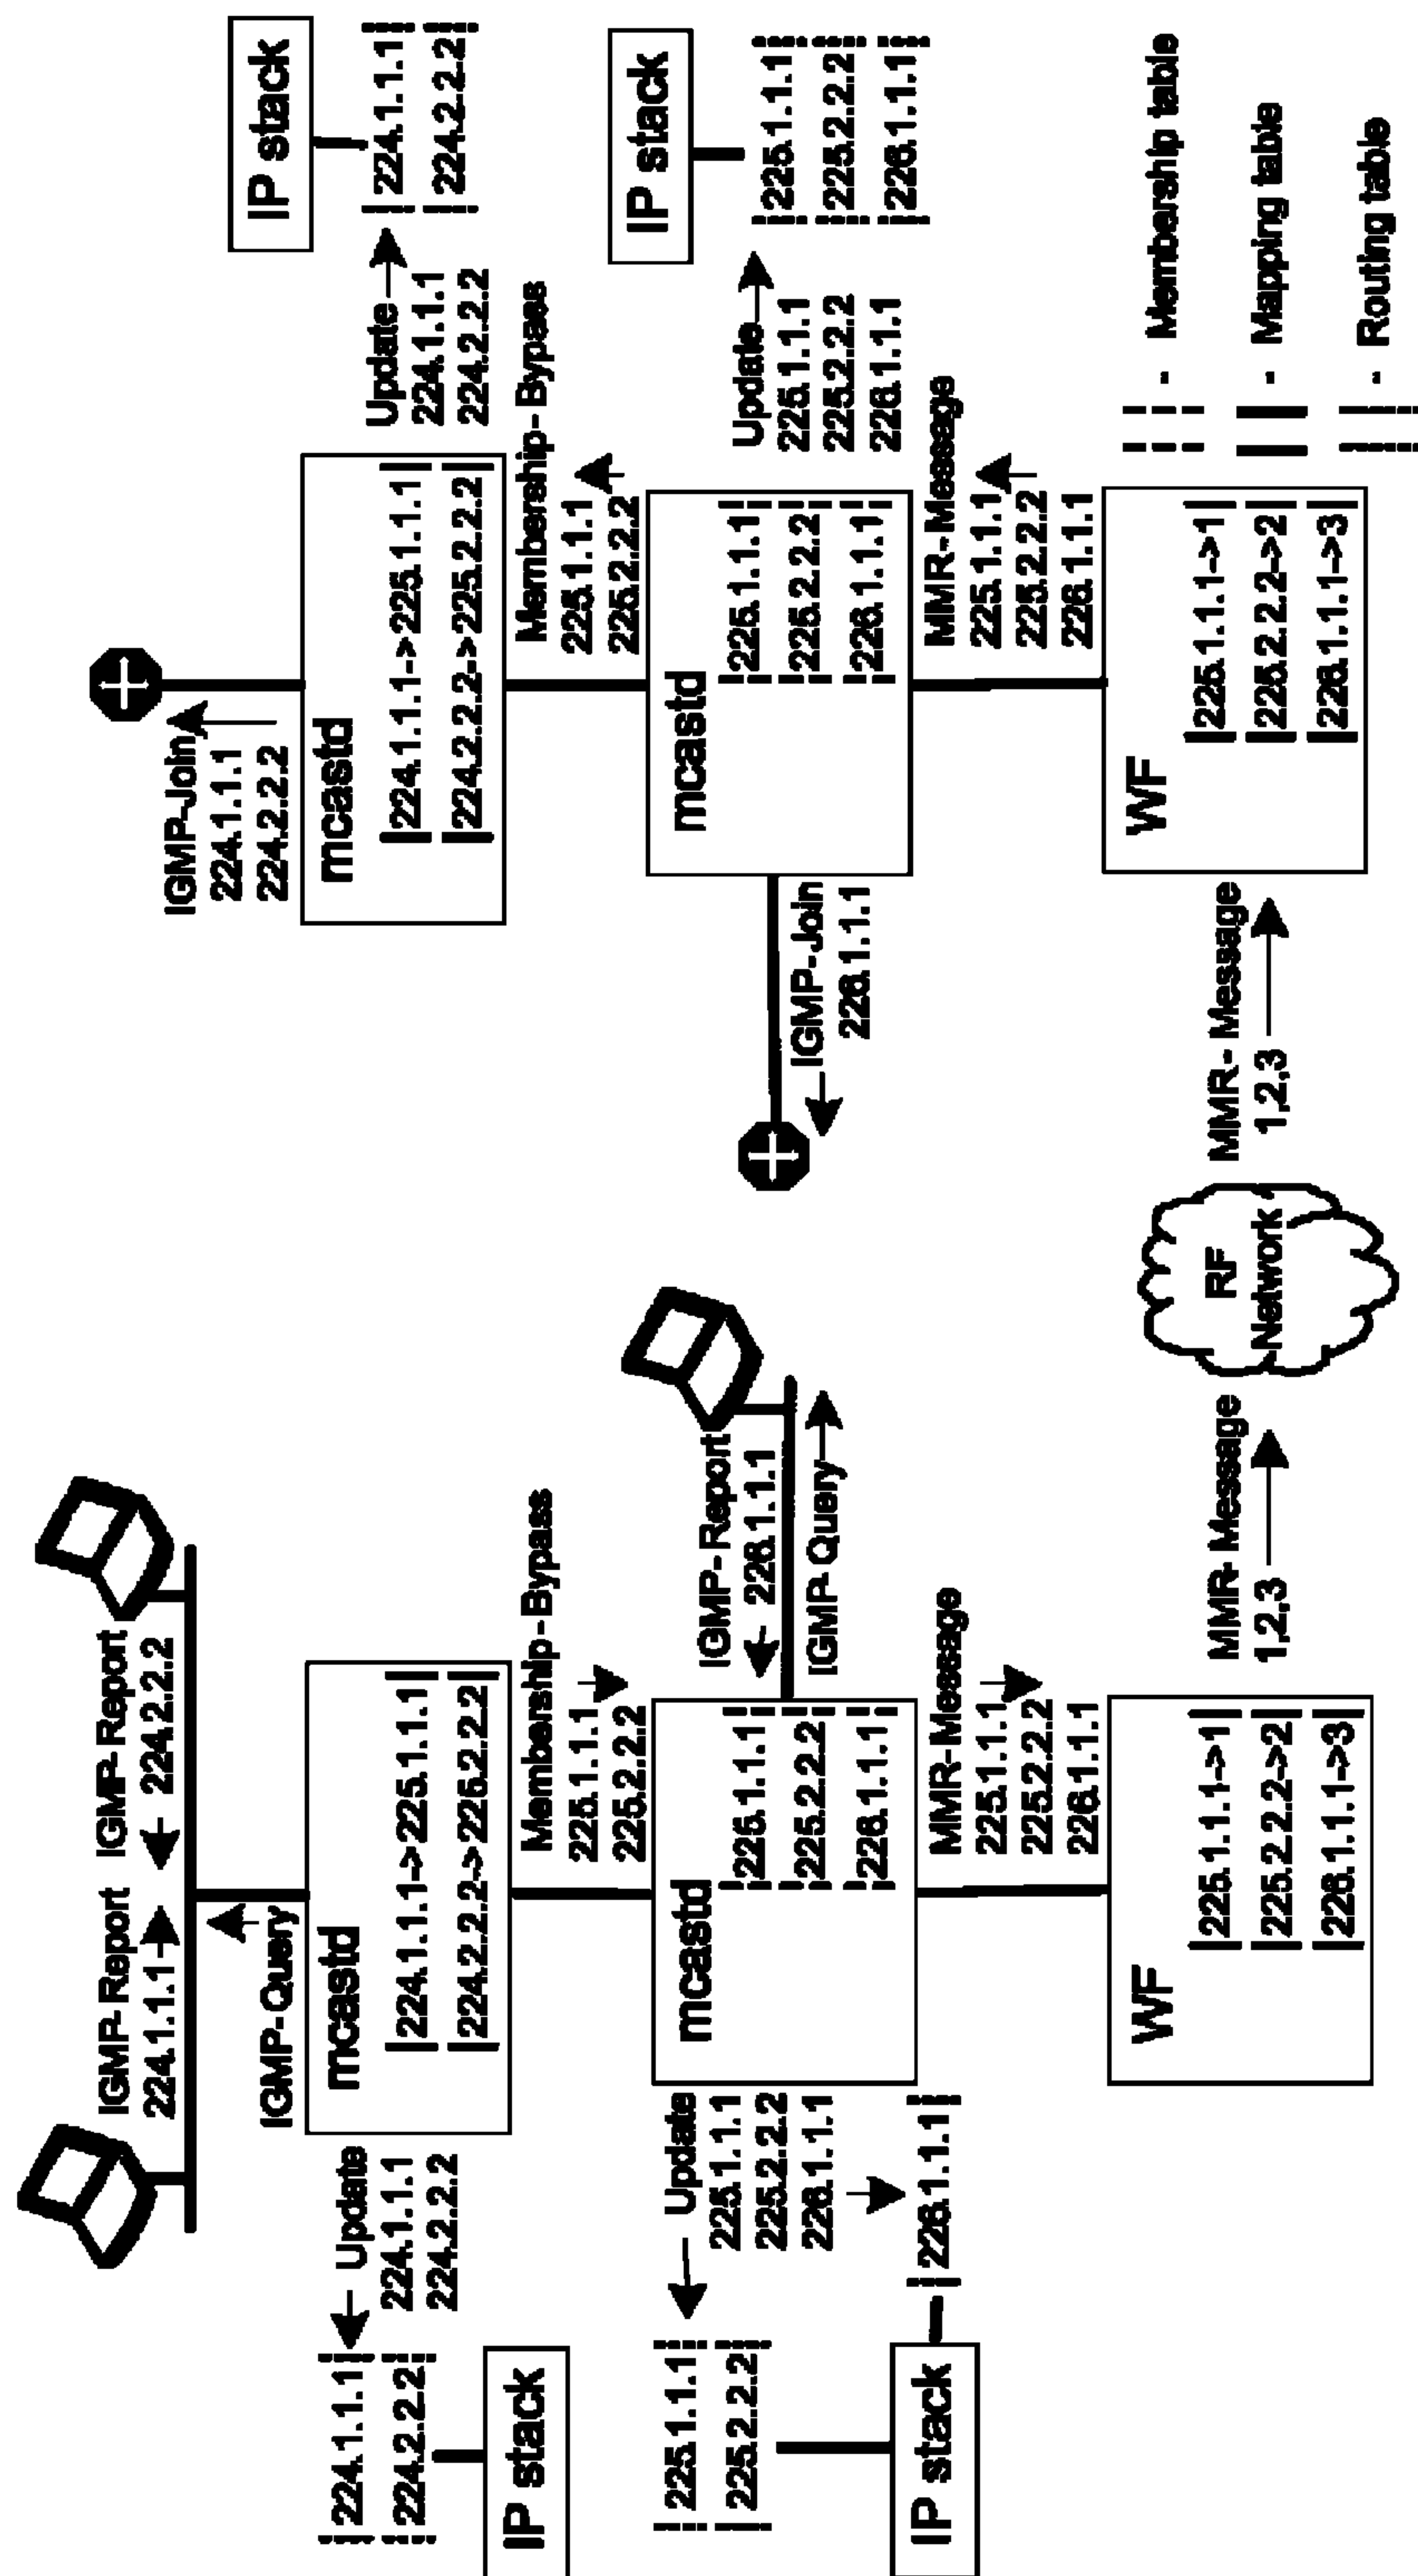 IGMP-Report
224.1.1.1
IGMP-Report
224.2.2.2
IGMP-Query
mcastd
|224.1.1.1->225.1.1.1|
|224.2.2.2->225.2.2.2|
Update
224.1.1.1
224.2.2.2
|224.1.1.1|
|224.2.2.2|
IP stack
Membership-Bypass
225.1.1.1
225.2.2.2
mcastd
|225.1.1.1|
|225.2.2.2|
|226.1.1.1|
Update
225.1.1.1
225.2.2.2
226.1.1.1
|225.1.1.1|
|225.2.2.2|
|226.1.1.1|
IP stack
IGMP-Report
226.1.1.1
IGMP-Query
MMR-Message
225.1.1.1
225.2.2.2
226.1.1.1
WF
|225.1.1.1->1|
|225.2.2.2->2|
|226.1.1.1->3|
MMR-Message
1,2,3
RF
Network
MMR-Message
1,2,3
IGMP-Join
224.1.1.1
224.2.2.2
mcastd
|224.1.1.1->225.1.1.1|
|224.2.2.2->225.2.2.2|
Update
224.1.1.1
224.2.2.2
IP stack
|224.1.1.1|
|224.2.2.2|
Membership-Bypass
225.1.1.1
225.2.2.2
mcastd
|225.1.1.1|
|225.2.2.2|
|226.1.1.1|
IGMP-Join
226.1.1.1
Update
225.1.1.1
225.2.2.2
226.1.1.1
IP stack
|225.1.1.1|
|225.2.2.2|
|226.1.1.1|
MMR-Message
225.1.1.1
225.2.2.2
226.1.1.1
WF
|225.1.1.1->1|
|225.2.2.2->2|
|226.1.1.1->3|
| | - Membership table
| | - Mapping table
| | - Routing table